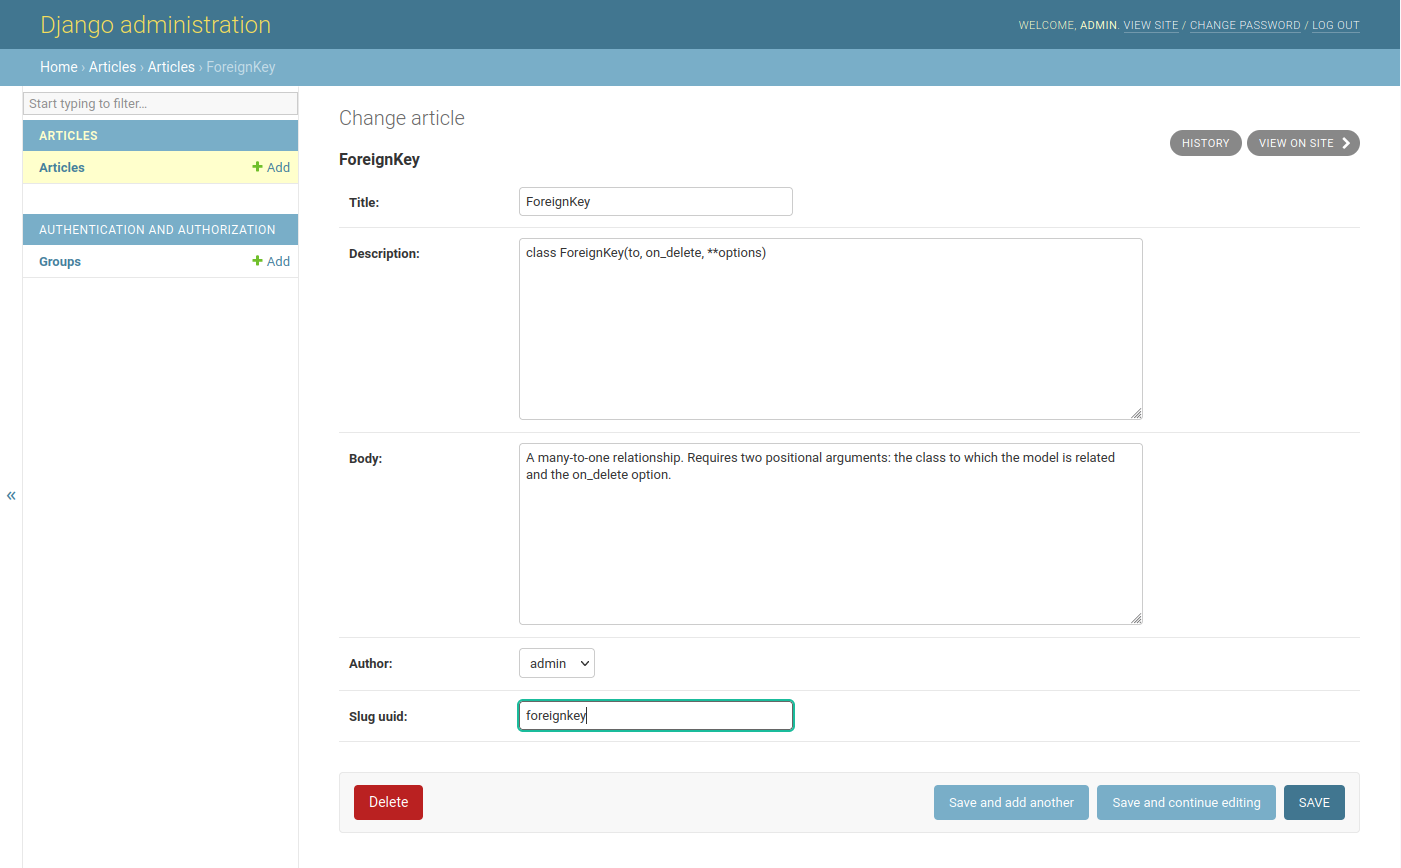 Django administration
WELCOME, ADMIN. VIEW SITE / CHANGE PASSWORD / LOG OUT
Home › Articles › Articles › ForeignKey
Start typing to filter...
ARTICLES
Articles
+ Add
AUTHENTICATION AND AUTHORIZATION
Groups
+ Add
«
Change article
HISTORY
VIEW ON SITE
ForeignKey
Title:
ForeignKey
Description:
class ForeignKey(to, on_delete, **options)
Body:
A many-to-one relationship. Requires two positional arguments: the class to which the model is related
and the on_delete option.
Author:
admin
Slug uuid:
foreignkey
Delete
Save and add another
Save and continue editing
SAVE